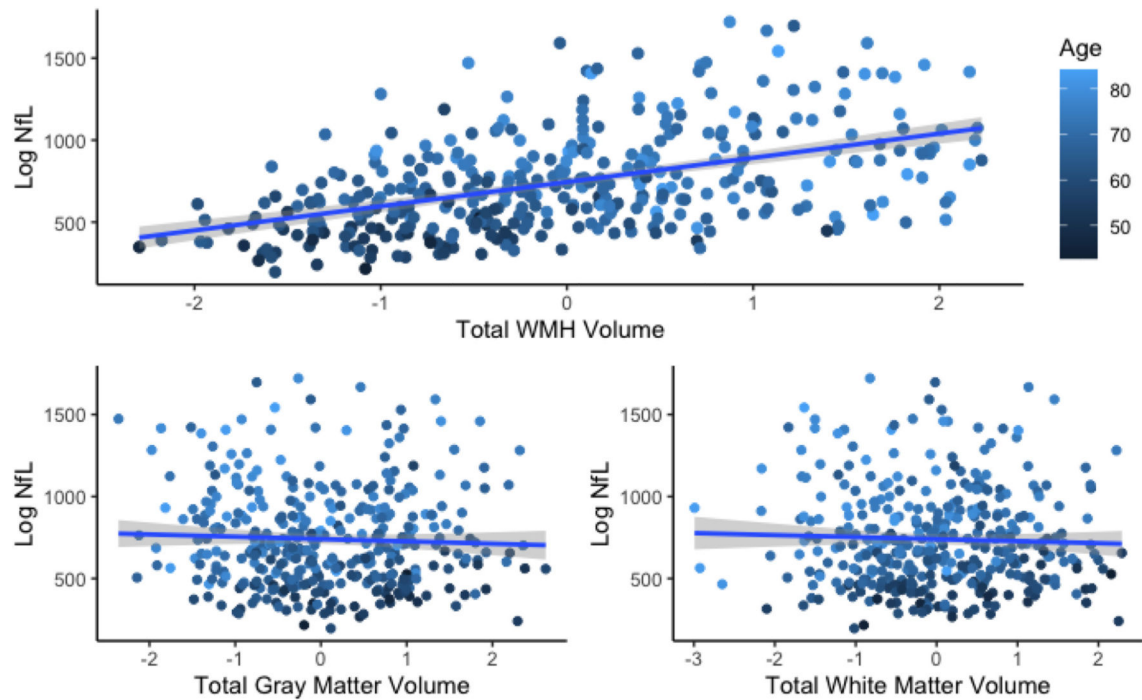 Log NfL
1500
1000
500
-2 -1 0 1 2
Total WMH Volume
Age
80
70
60
50
Log NfL
1500
1000
500
-2 -1 0 1 2
Total Gray Matter Volume
Log NfL
1500
1000
500
-3 -2 -1 0 1 2
Total White Matter Volume